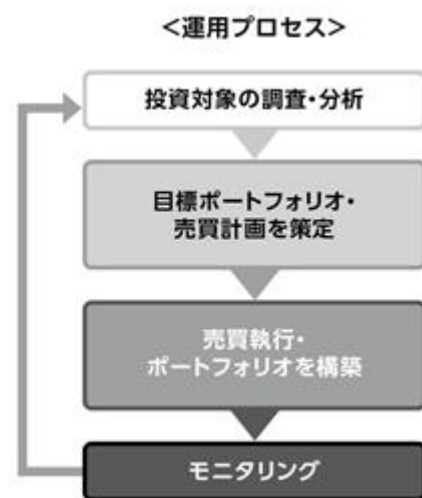 <運用プロセス>
投資対象の調査・分析
目標ポートフォリオ・
売買計画を策定
売買執行・
ポートフォリオを構築
モニタリング